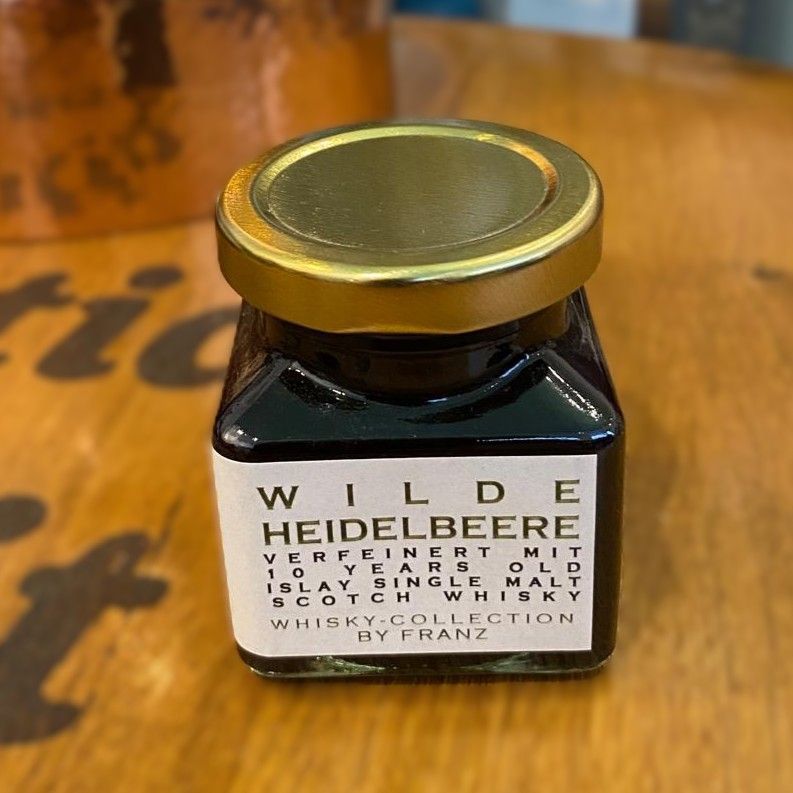 WILDE
HEIDELBEERE
VERFEINERT MIT
10 YEARS OLD
ISLAY SINGLE MALT
SCOTCH WHISKY
WHISKY-COLLECTION
BY FRANZ